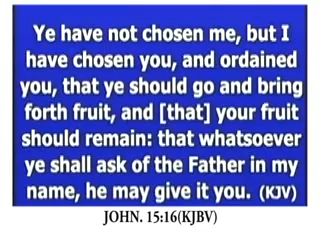 Ye have not chosen me, but I
have chosen you, and ordained
you, that ye should go and bring
forth fruit, and [that] your fruit
should remain: that whatsoever
ye shall ask of the Father in my
name, he may give it you. (KJV)
JOHN. 15:16(KJBV)